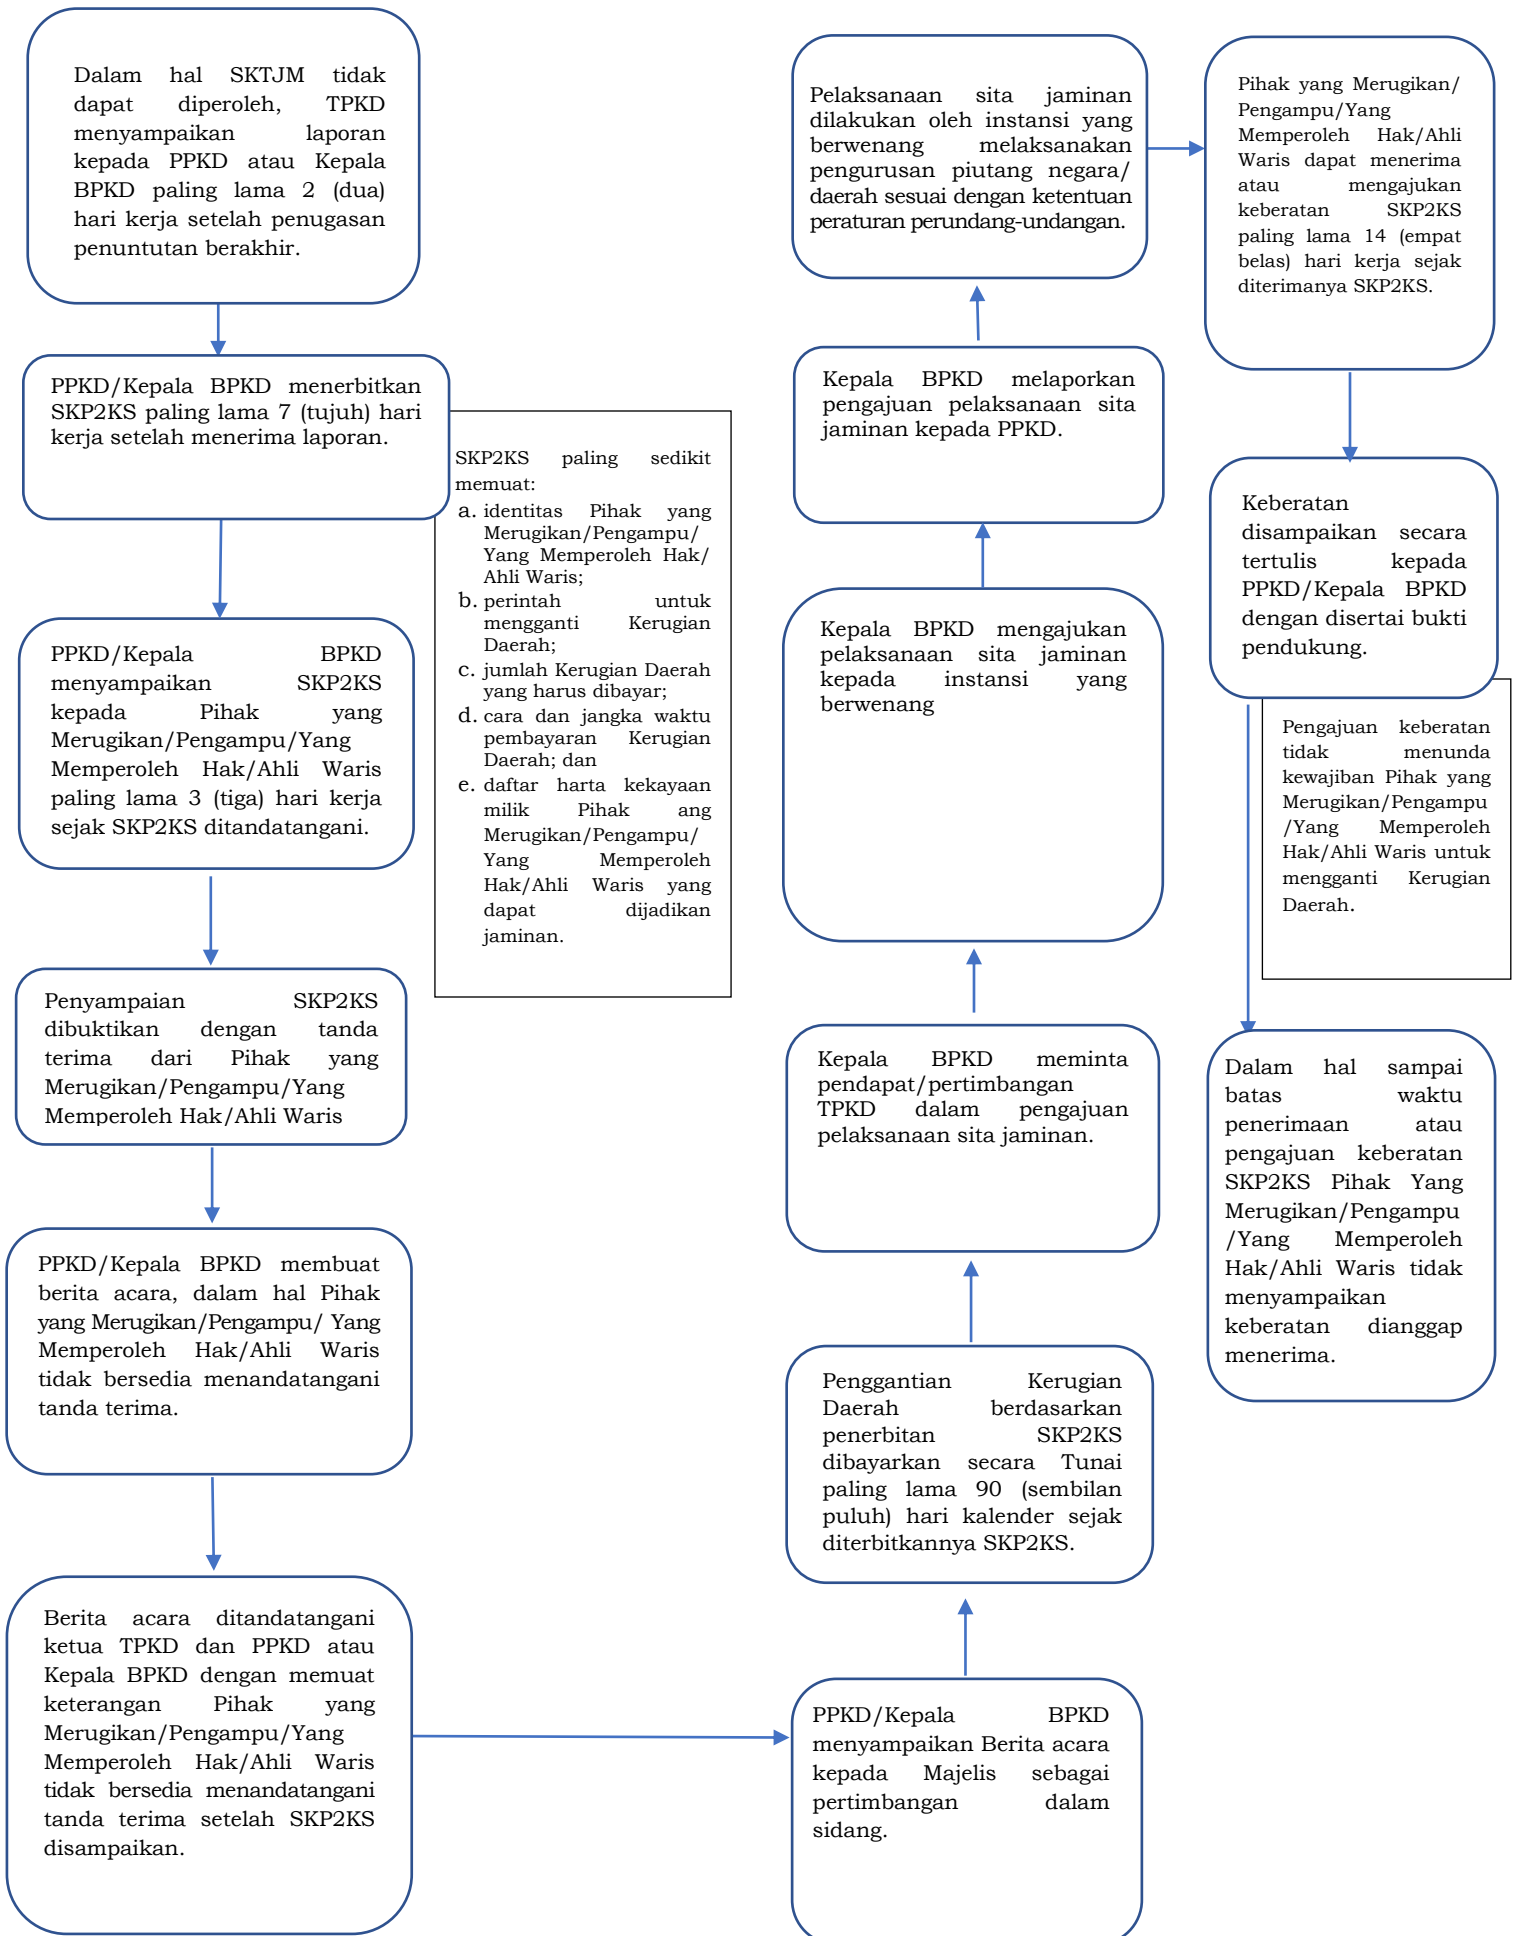 Dalam hal SKTJM tidak
dapat diperoleh, TPKD
menyampaikan laporan
kepada PPKD atau Kepala
BPKD paling lama 2 (dua)
hari kerja setelah penugasan
penuntutan berakhir.
PPKD/Kepala BPKD menerbitkan
SKP2KS paling lama 7 (tujuh) hari
kerja setelah menerima laporan.
SKP2KS paling sedikit
memuat:
a. identitas Pihak yang
Merugikan/Pengampu/
Yang Memperoleh Hak/
Ahli Waris;
b. perintah untuk
mengganti Kerugian
Daerah;
c. jumlah Kerugian Daerah
yang harus dibayar;
d. cara dan jangka waktu
pembayaran Kerugian
Daerah; dan
e. daftar harta kekayaan
milik Pihak ang
Merugikan/Pengampu/
Yang Memperoleh
Hak/Ahli Waris yang
dapat dijadikan
jaminan.
PPKD/Kepala BPKD
menyampaikan SKP2KS
kepada Pihak yang
Merugikan/Pengampu/Yang
Memperoleh Hak/Ahli Waris
paling lama 3 (tiga) hari kerja
sejak SKP2KS ditandatangani.
Penyampaian SKP2KS
dibuktikan dengan tanda
terima dari Pihak yang
Merugikan/Pengampu/Yang
Memperoleh Hak/Ahli Waris
PPKD/Kepala BPKD membuat
berita acara, dalam hal Pihak
yang Merugikan/Pengampu/ Yang
Memperoleh Hak/Ahli Waris
tidak bersedia menandatangani
tanda terima.
Berita acara ditandatangani
ketua TPKD dan PPKD atau
Kepala BPKD dengan memuat
keterangan Pihak yang
Merugikan/Pengampu/Yang
Memperoleh Hak/Ahli Waris
tidak bersedia menandatangani
tanda terima setelah SKP2KS
disampaikan.
PPKD/Kepala BPKD
menyampaikan Berita acara
kepada Majelis sebagai
pertimbangan dalam
sidang.
Penggantian Kerugian
Daerah berdasarkan
penerbitan SKP2KS
dibayarkan secara Tunai
paling lama 90 (sembilan
puluh) hari kalender sejak
diterbitkannya SKP2KS.
Kepala BPKD meminta
pendapat/pertimbangan
TPKD dalam pengajuan
pelaksanaan sita jaminan.
Kepala BPKD mengajukan
pelaksanaan sita jaminan
kepada instansi yang
berwenang
Kepala BPKD melaporkan
pengajuan pelaksanaan sita
jaminan kepada PPKD.
Pelaksanaan sita jaminan
dilakukan oleh instansi yang
berwenang melaksanakan
pengurusan piutang negara/
daerah sesuai dengan ketentuan
peraturan perundang-undangan.
Pihak yang Merugikan/
Pengampu/Yang
Memperoleh Hak/Ahli
Waris dapat menerima
atau mengajukan
keberatan SKP2KS
paling lama 14 (empat
belas) hari kerja sejak
diterimanya SKP2KS.
Keberatan
disampaikan secara
tertulis kepada
PPKD/Kepala BPKD
dengan disertai bukti
pendukung.
Pengajuan keberatan
tidak menunda
kewajiban Pihak yang
Merugikan/Pengampu
/Yang Memperoleh
Hak/Ahli Waris untuk
mengganti Kerugian
Daerah.
Dalam hal sampai
batas waktu
penerimaan atau
pengajuan keberatan
SKP2KS Pihak Yang
Merugikan/Pengampu
/Yang Memperoleh
Hak/Ahli Waris tidak
menyampaikan
keberatan dianggap
menerima.